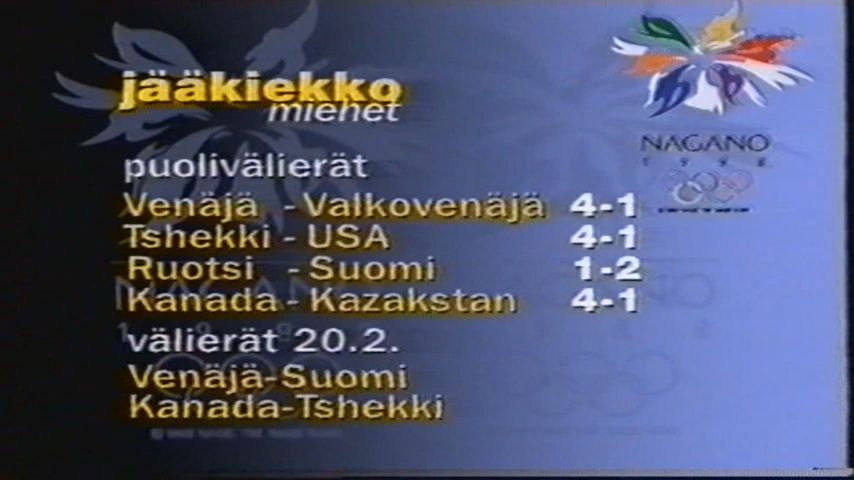 jääkiekko
miehet
puolivälierät
Venäjä - Valkovenäjä 4-1
Tshekki - USA 4-1
Ruotsi - Suomi 1-2
Kanada - Kazakstan 4-1
välierät 20.2.
Venäjä-Suomi
Kanada-Tshekki
NAGANO
1998